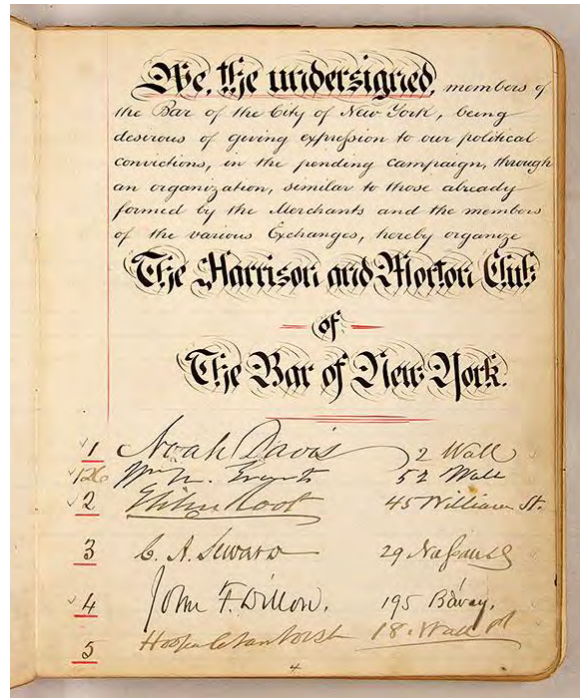 We, the undersigned, members of
the Bar of the City of New York, being
desirous of giving expression to our political
convictions, in the pending campaign, through
an organization, similar to those already
formed by the Merchants and the members
of the various Exchanges, hereby organize
The Harrison and Morton Club
of
The Bar of New York.
1 Noah Davis 2 Wall
126 Wm. M. Evarts 52 Wall
2 Elihu Root 45 William St.
3 C. A. Seward 29 Nassau
4 John F. Dillon. 195 B'way.
5 Hooper C. Van Vorst 18. Wall
4